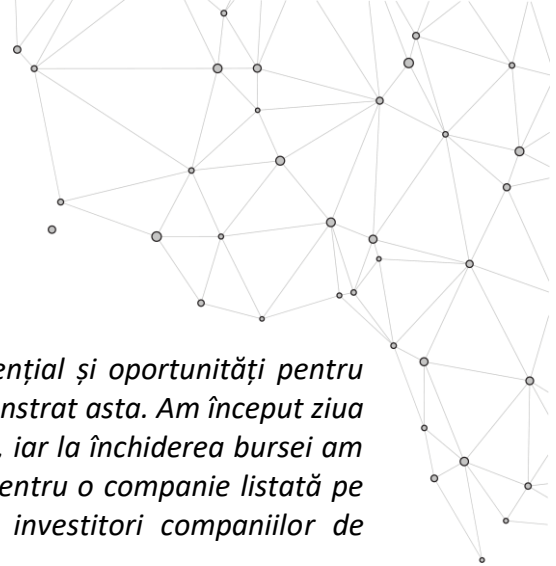 ențial și oportunități pentru
nstrat asta. Am început ziua
, iar la închiderea bursei am
entru o companie listată pe
investitori companiilor de